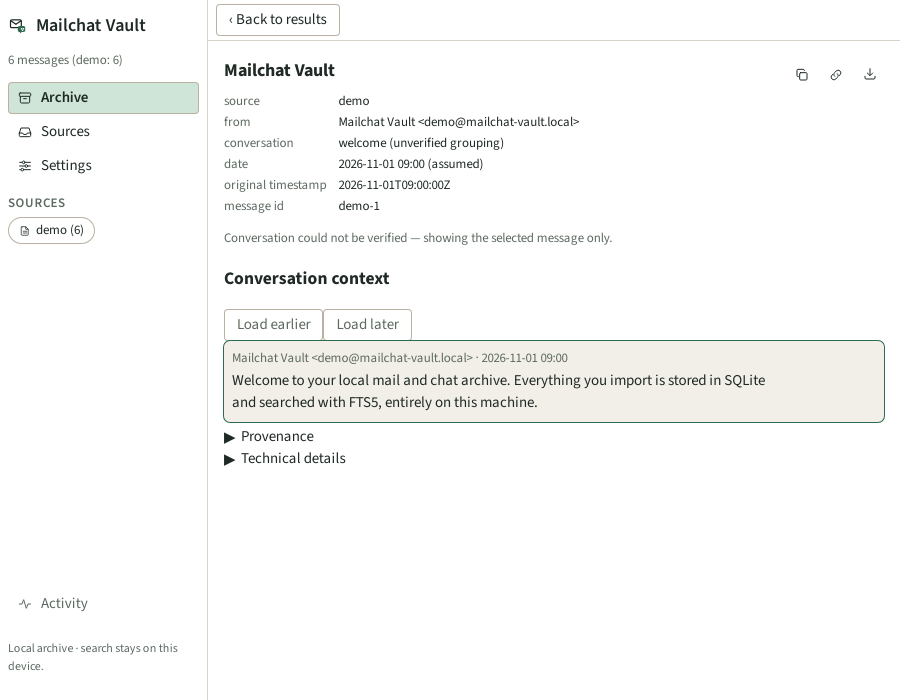 Mailchat Vault
6 messages (demo: 6)
Archive
Sources
Settings
SOURCES
demo (6)
Activity
Local archive · search stays on this
device.
‹ Back to results
Mailchat Vault
source demo
from Mailchat Vault <demo@mailchat-vault.local>
conversation welcome (unverified grouping)
date 2026-11-01 09:00 (assumed)
original timestamp 2026-11-01T09:00:00Z
message id demo-1
Conversation could not be verified — showing the selected message only.
Conversation context
Load earlier Load later
Mailchat Vault <demo@mailchat-vault.local> · 2026-11-01 09:00
Welcome to your local mail and chat archive. Everything you import is stored in SQLite
and searched with FTS5, entirely on this machine.
▶ Provenance
▶ Technical details